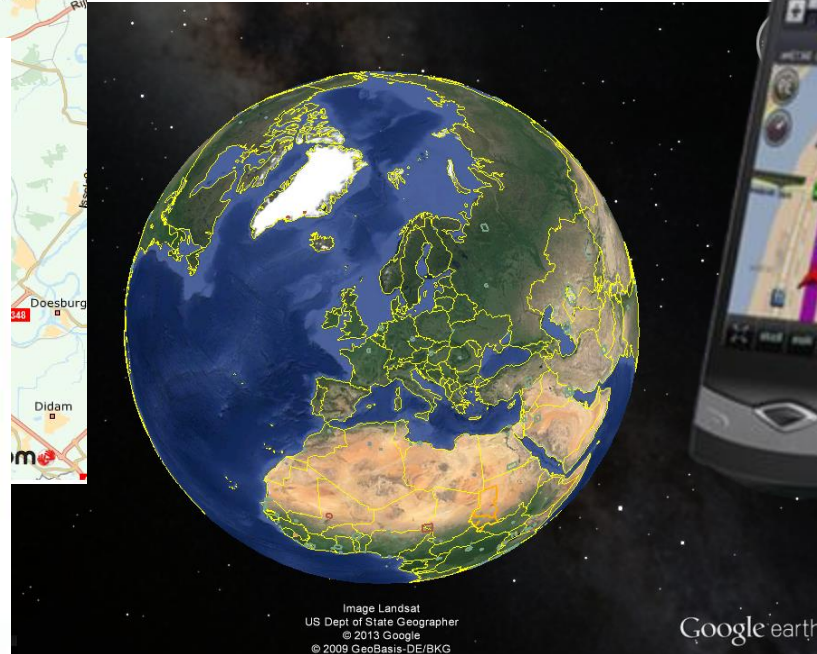 Doesburg
348
Didam
Image Landsat
US Dept of State Geographer
© 2013 Google
© 2009 GeoBasis-DE/BKG
Google earth